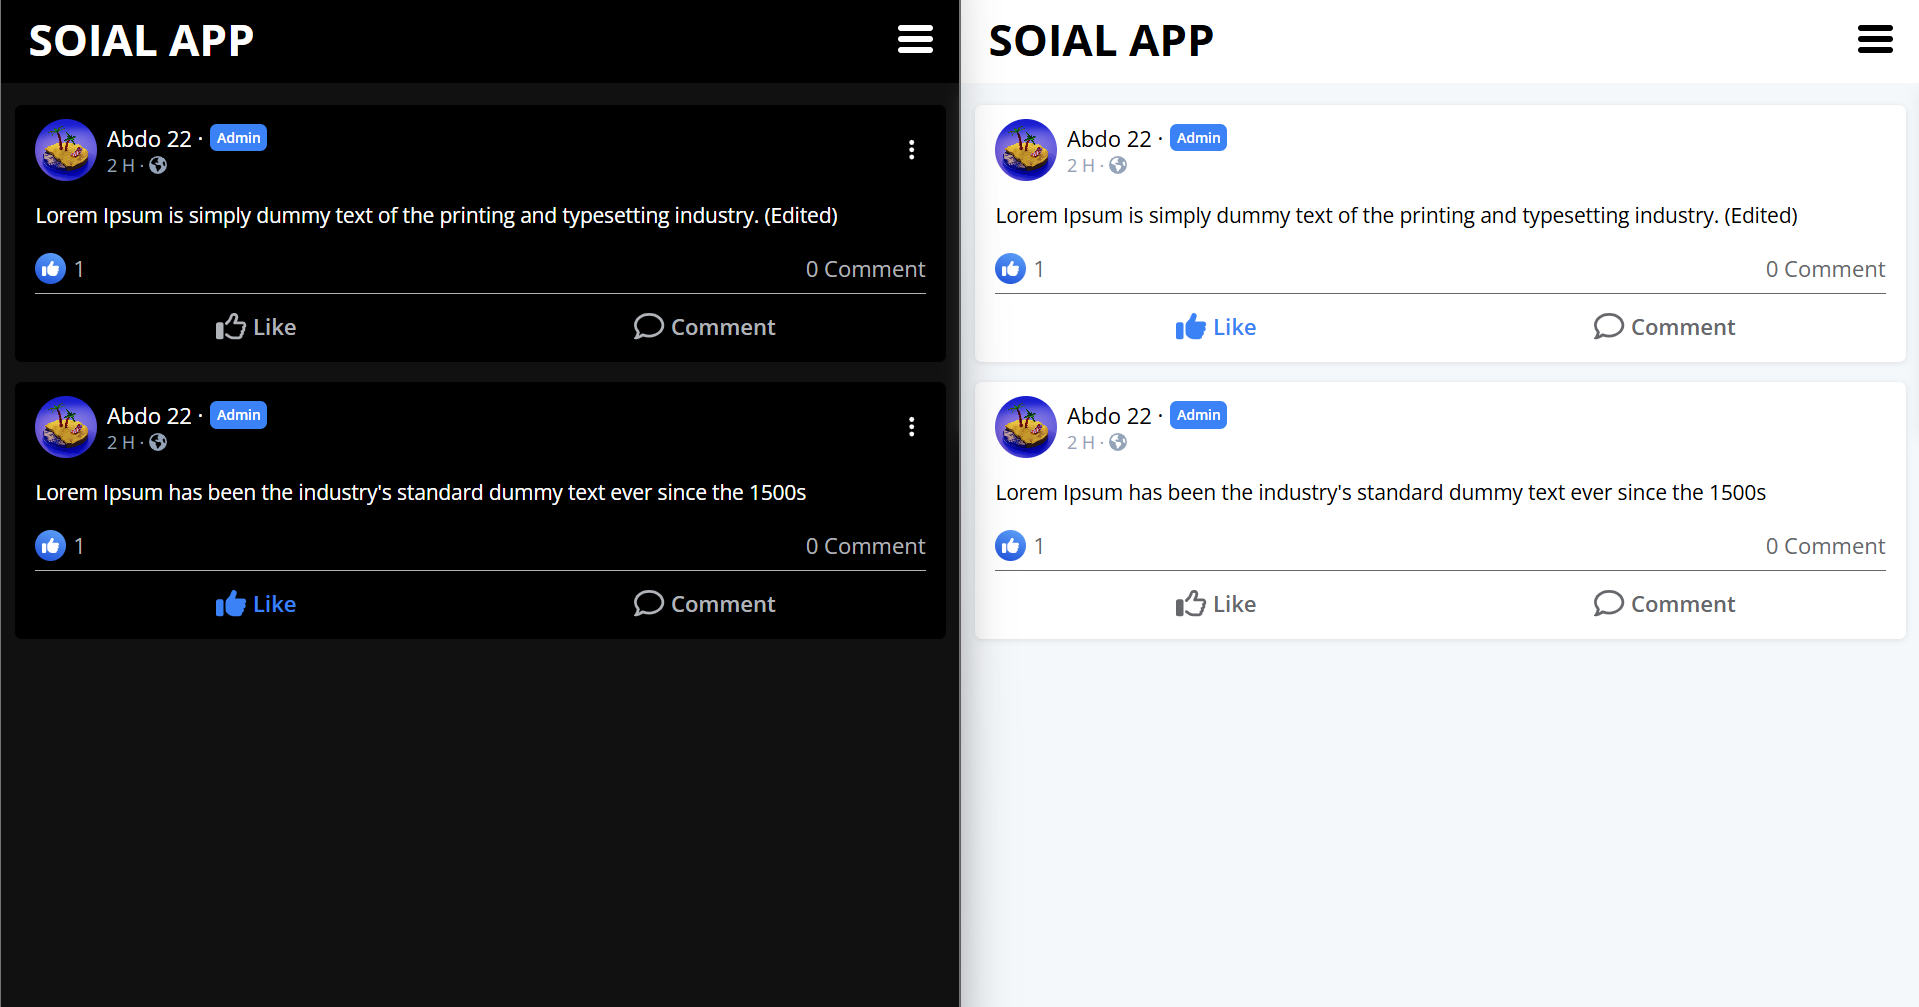 SOIAL APP
Abdo 22 · Admin
2 H ·
Lorem Ipsum is simply dummy text of the printing and typesetting industry. (Edited)
1 0 Comment
Like Comment
Abdo 22 · Admin
2 H ·
Lorem Ipsum has been the industry's standard dummy text ever since the 1500s
1 0 Comment
Like Comment
SOIAL APP
Abdo 22 · Admin
2 H ·
Lorem Ipsum is simply dummy text of the printing and typesetting industry. (Edited)
1 0 Comment
Like Comment
Abdo 22 · Admin
2 H ·
Lorem Ipsum has been the industry's standard dummy text ever since the 1500s
1 0 Comment
Like Comment